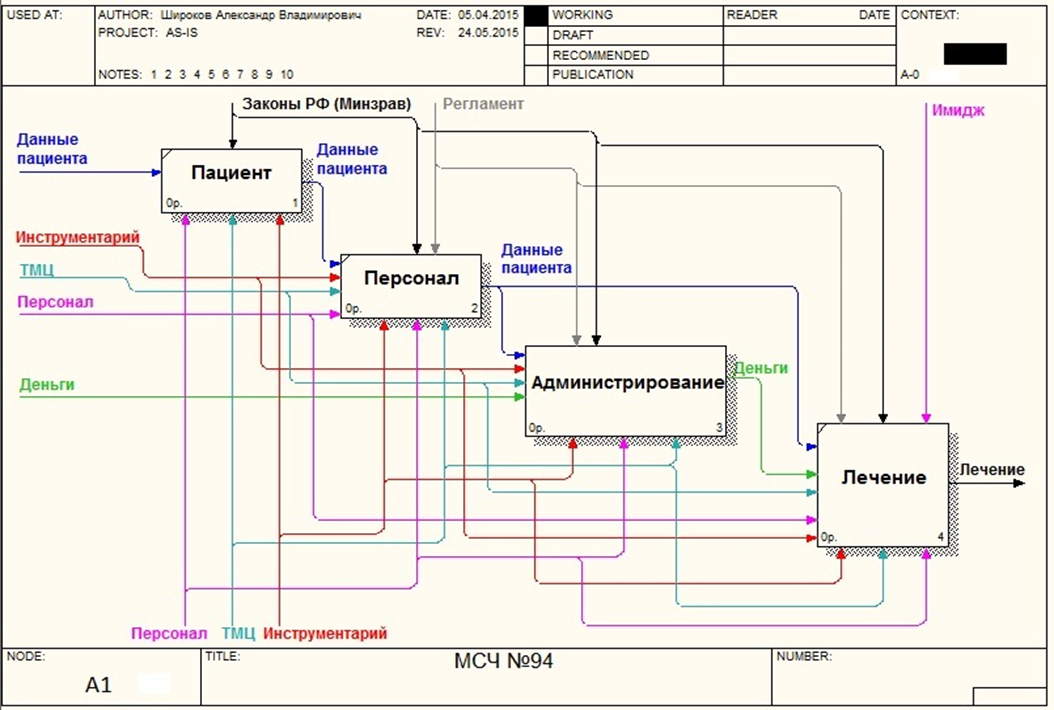 USED AT:
AUTHOR: Широков Александр Владимирович
DATE: 05.04.2015
PROJECT: AS-IS
REV: 24.05.2015
NOTES: 1 2 3 4 5 6 7 8 9 10
WORKING
DRAFT
RECOMMENDED
PUBLICATION
READER
DATE
CONTEXT:
A-0
Законы РФ (Минзрав)
Регламент
Имидж
Данные
пациента
Пациент
0р.
1
Данные
пациента
Инструментарий
ТМЦ
Персонал
Персонал
0р.
2
Данные
пациента
Деньги
Администрирование
0р.
3
Деньги
Лечение
0р.
4
Лечение
Персонал
ТМЦ
Инструментарий
NODE:
A1
TITLE:
МСЧ №94
NUMBER: